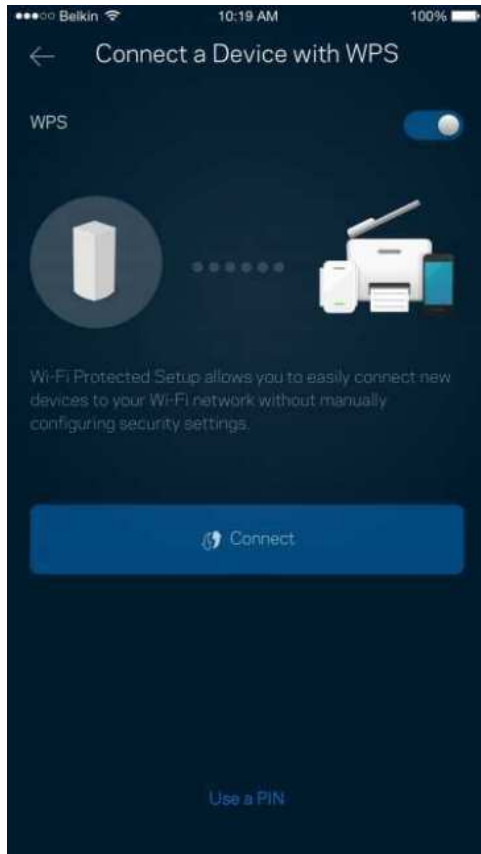 Belkin 10:19 AM 100%
Connect a Device with WPS
WPS
Wi-Fi Protected Setup allows you to easily connect new
devices to your Wi-Fi network without manually
configuring security settings.
Connect
Use a PIN